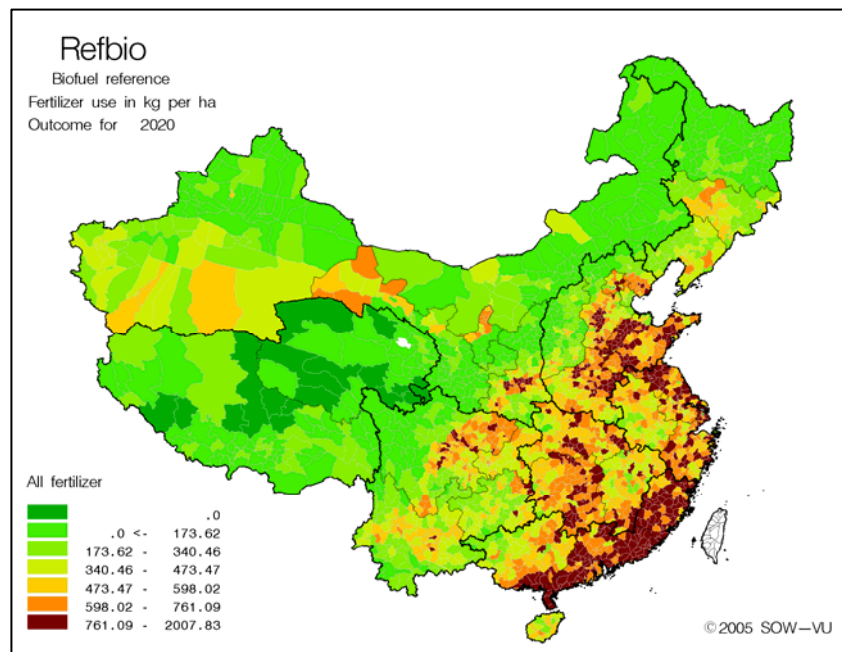 Refbio
Biofuel reference
Fertilizer use in kg per ha
Outcome for 2020
All fertilizer
.0
.0 <- 173.62
173.62 - 340.46
340.46 - 473.47
473.47 - 598.02
598.02 - 761.09
761.09 - 2007.83
©2005 SOW-VU